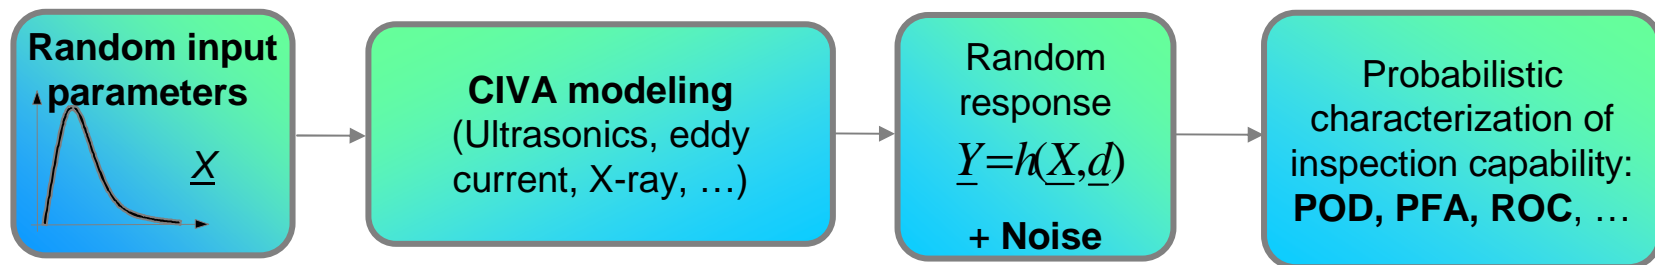 Random input
parameters
X
CIVA modeling
(Ultrasonics, eddy
current, X-ray, …)
Random
response
Y=h(X,d)
+ Noise
Probabilistic
characterization of
inspection capability:
POD, PFA, ROC, …